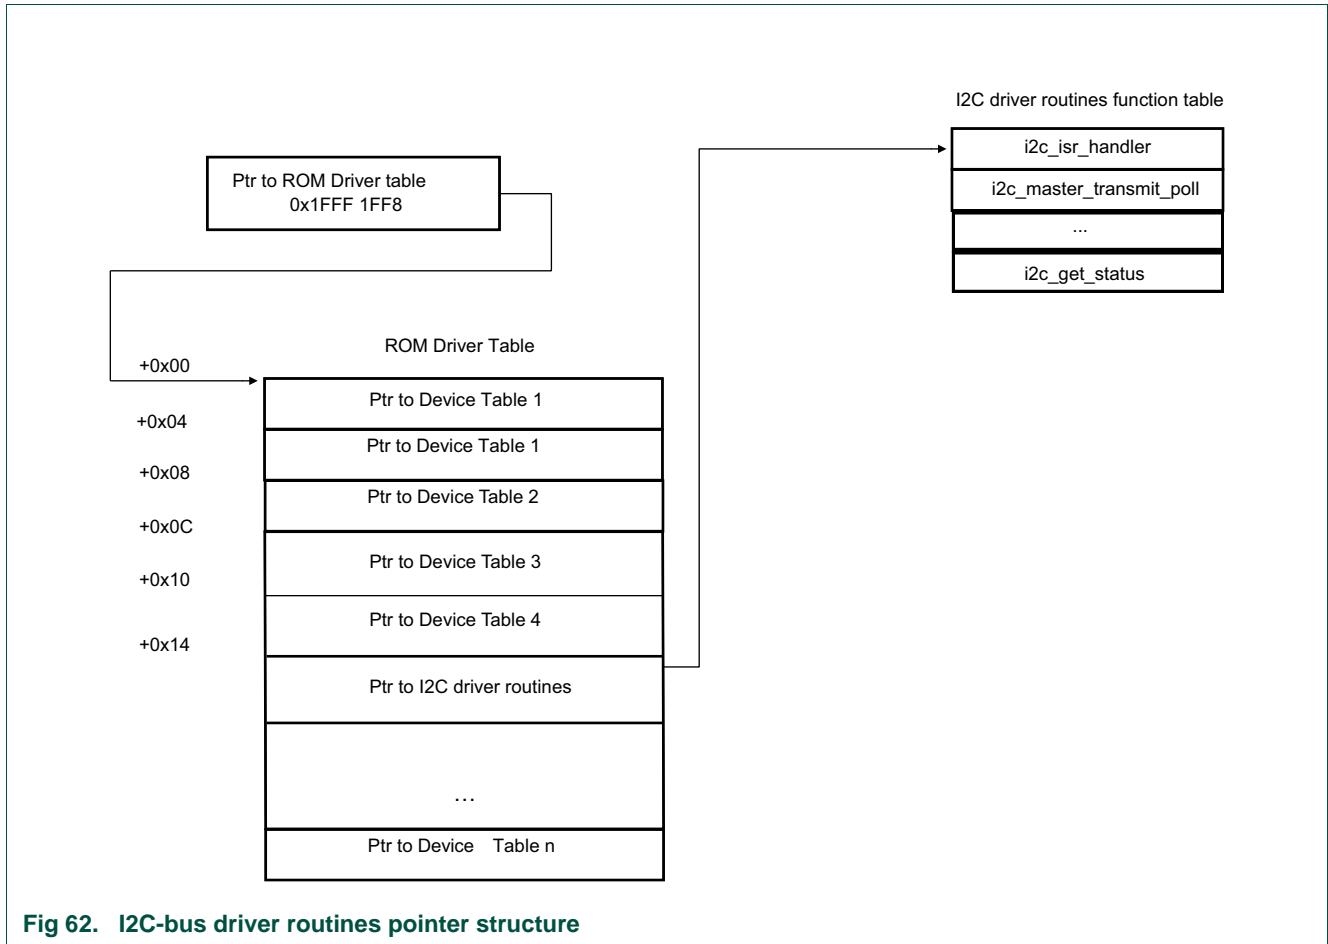 I2C driver routines function table
i2c_isr_handler
i2c_master_transmit_poll
...
i2c_get_status
Ptr to ROM Driver table
0x1FFF 1FF8
ROM Driver Table
+0x00
Ptr to Device Table 1
+0x04
Ptr to Device Table 1
+0x08
Ptr to Device Table 2
+0x0C
Ptr to Device Table 3
+0x10
Ptr to Device Table 4
+0x14
Ptr to I2C driver routines
...
Ptr to Device Table n
Fig 62. I2C-bus driver routines pointer structure